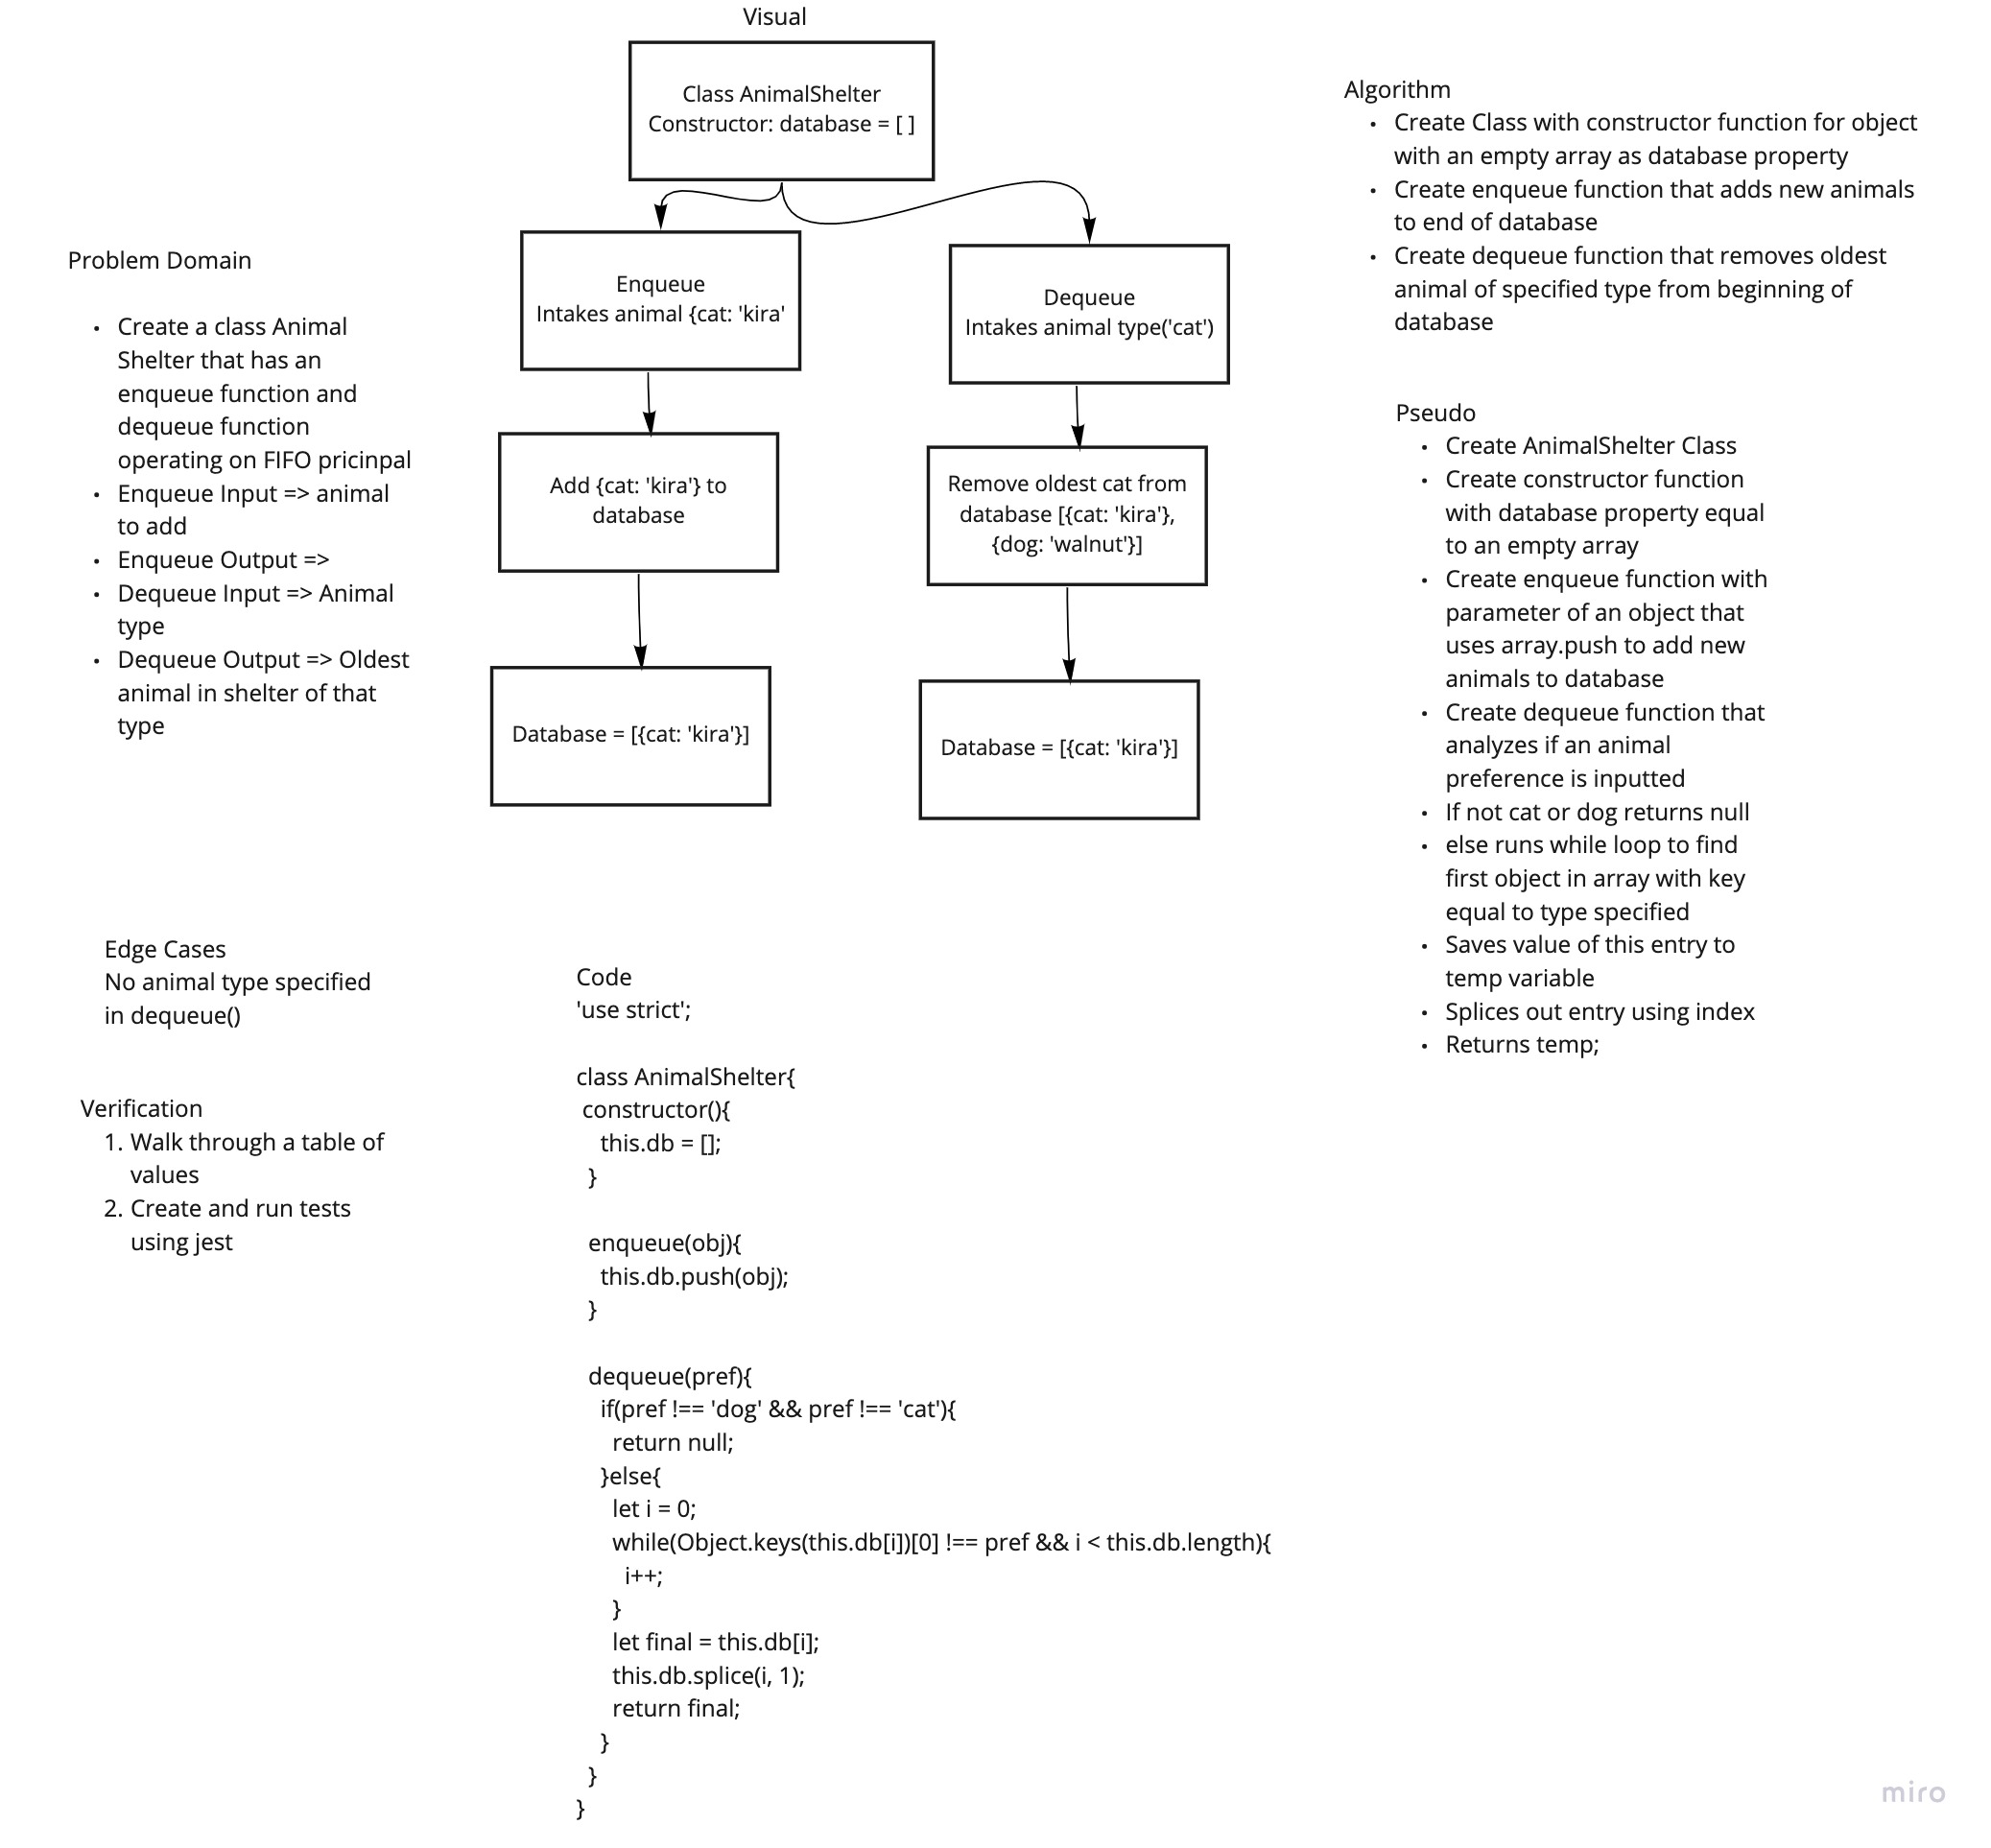 Visual
Class AnimalShelter
Constructor: database = [ ]
Enqueue
Intakes animal {cat: 'kira'
Add {cat: 'kira'} to
database
Database = [{cat: 'kira'}]
Dequeue
Intakes animal type('cat')
Remove oldest cat from
database [{cat: 'kira'},
{dog: 'walnut'}]
Database = [{cat: 'kira'}]
Problem Domain
• Create a class Animal
Shelter that has an
enqueue function and
dequeue function
operating on FIFO pricinpal
• Enqueue Input => animal
to add
• Enqueue Output =>
• Dequeue Input => Animal
type
• Dequeue Output => Oldest
animal in shelter of that
type
Algorithm
• Create Class with constructor function for object
with an empty array as database property
• Create enqueue function that adds new animals
to end of database
• Create dequeue function that removes oldest
animal of specified type from beginning of
database
Pseudo
• Create AnimalShelter Class
• Create constructor function
with database property equal
to an empty array
• Create enqueue function with
parameter of an object that
uses array.push to add new
animals to database
• Create dequeue function that
analyzes if an animal
preference is inputted
• If not cat or dog returns null
• else runs while loop to find
first object in array with key
equal to type specified
• Saves value of this entry to
temp variable
• Splices out entry using index
• Returns temp;
Edge Cases
No animal type specified
in dequeue()
Verification
1. Walk through a table of
values
2. Create and run tests
using jest
Code
'use strict';
class AnimalShelter{
constructor(){
this.db = [];
}
enqueue(obj){
this.db.push(obj);
}
dequeue(pref){
if(pref !== 'dog' && pref !== 'cat'){
return null;
}else{
let i = 0;
while(Object.keys(this.db[i])[0] !== pref && i < this.db.length){
i++;
}
let final = this.db[i];
this.db.splice(i, 1);
return final;
}
}
}
miro